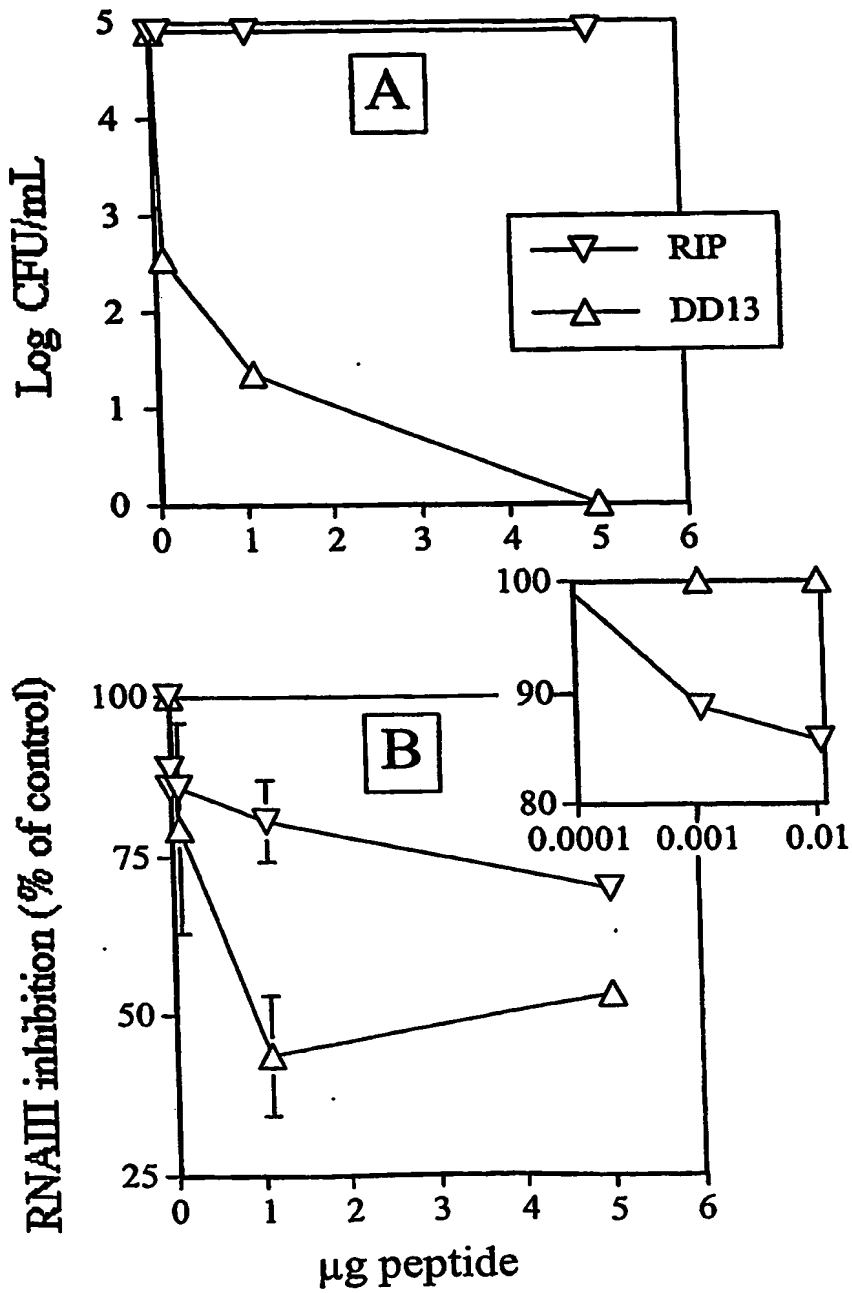 5
4
3
2
1
0
Log CFU/mL
A
RIP
DD13
0 1 2 3 4 5 6
100
90
80
0.0001 0.001 0.01
100
75
50
25
RNAIII inhibition (% of control)
B
0 1 2 3 4 5 6
μg peptide